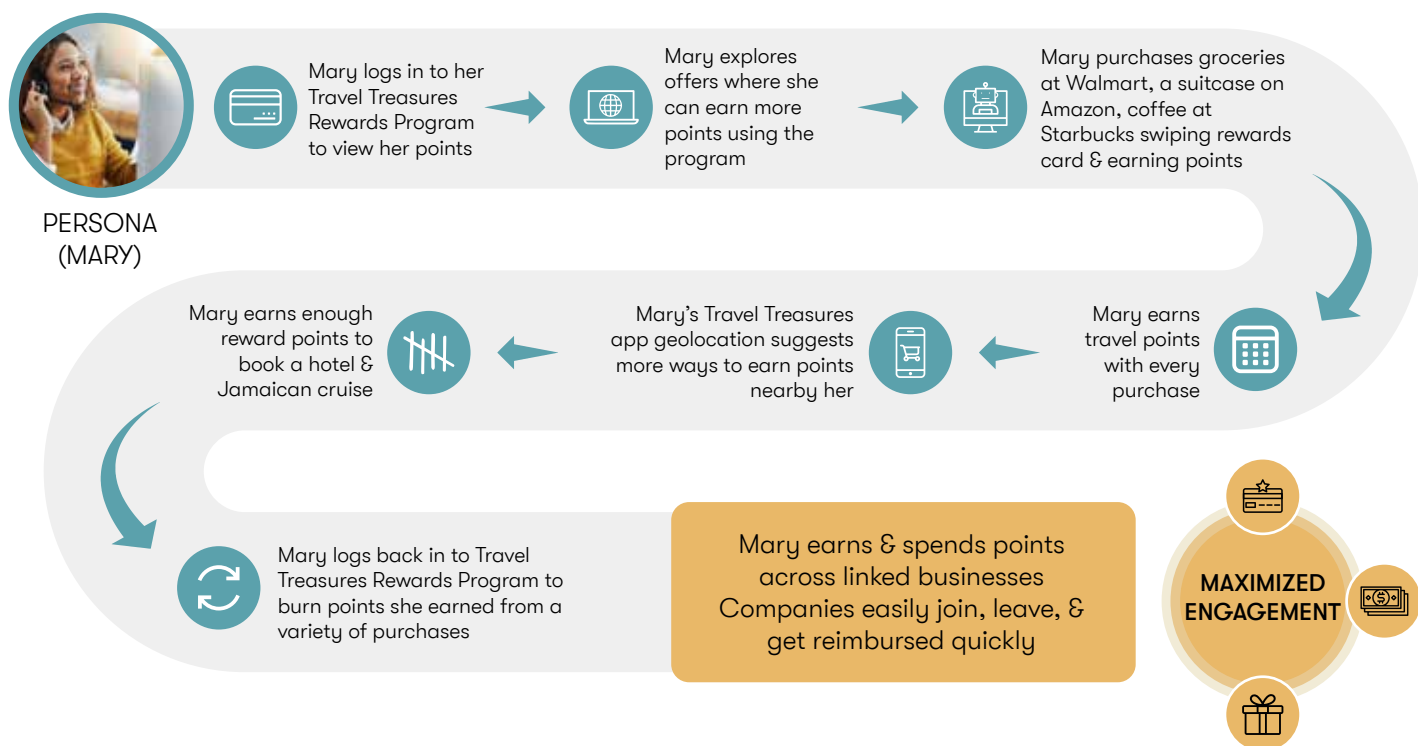 PERSONA
(MARY)
Mary logs in to her
Travel Treasures
Rewards Program
to view her points
Mary explores
offers where she
can earn more
points using the
program
Mary purchases groceries
at Walmart, a suitcase on
Amazon, coffee at
Starbucks swiping rewards
card & earning points
Mary earns
travel points
with every
purchase
Mary’s Travel Treasures
app geolocation suggests
more ways to earn points
nearby her
Mary earns enough
reward points to
book a hotel &
Jamaican cruise
Mary logs back in to Travel
Treasures Rewards Program to
burn points she earned from a
variety of purchases
Mary earns & spends points
across linked businesses
Companies easily join, leave, &
get reimbursed quickly
MAXIMIZED
ENGAGEMENT